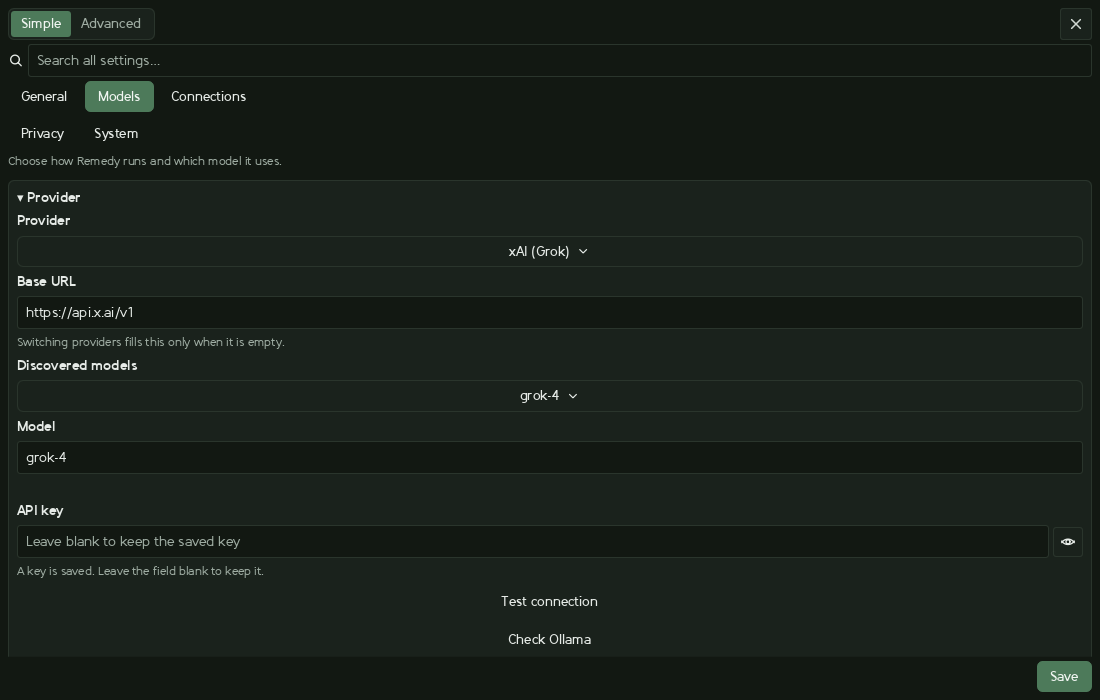 Simple Advanced
Search all settings...
General Models Connections
Privacy System
Choose how Remedy runs and which model it uses.
▾ Provider
Provider
xAI (Grok)
Base URL
https://api.x.ai/v1
Switching providers fills this only when it is empty.
Discovered models
grok-4
Model
grok-4
API key
Leave blank to keep the saved key
A key is saved. Leave the field blank to keep it.
Test connection
Check Ollama
Save